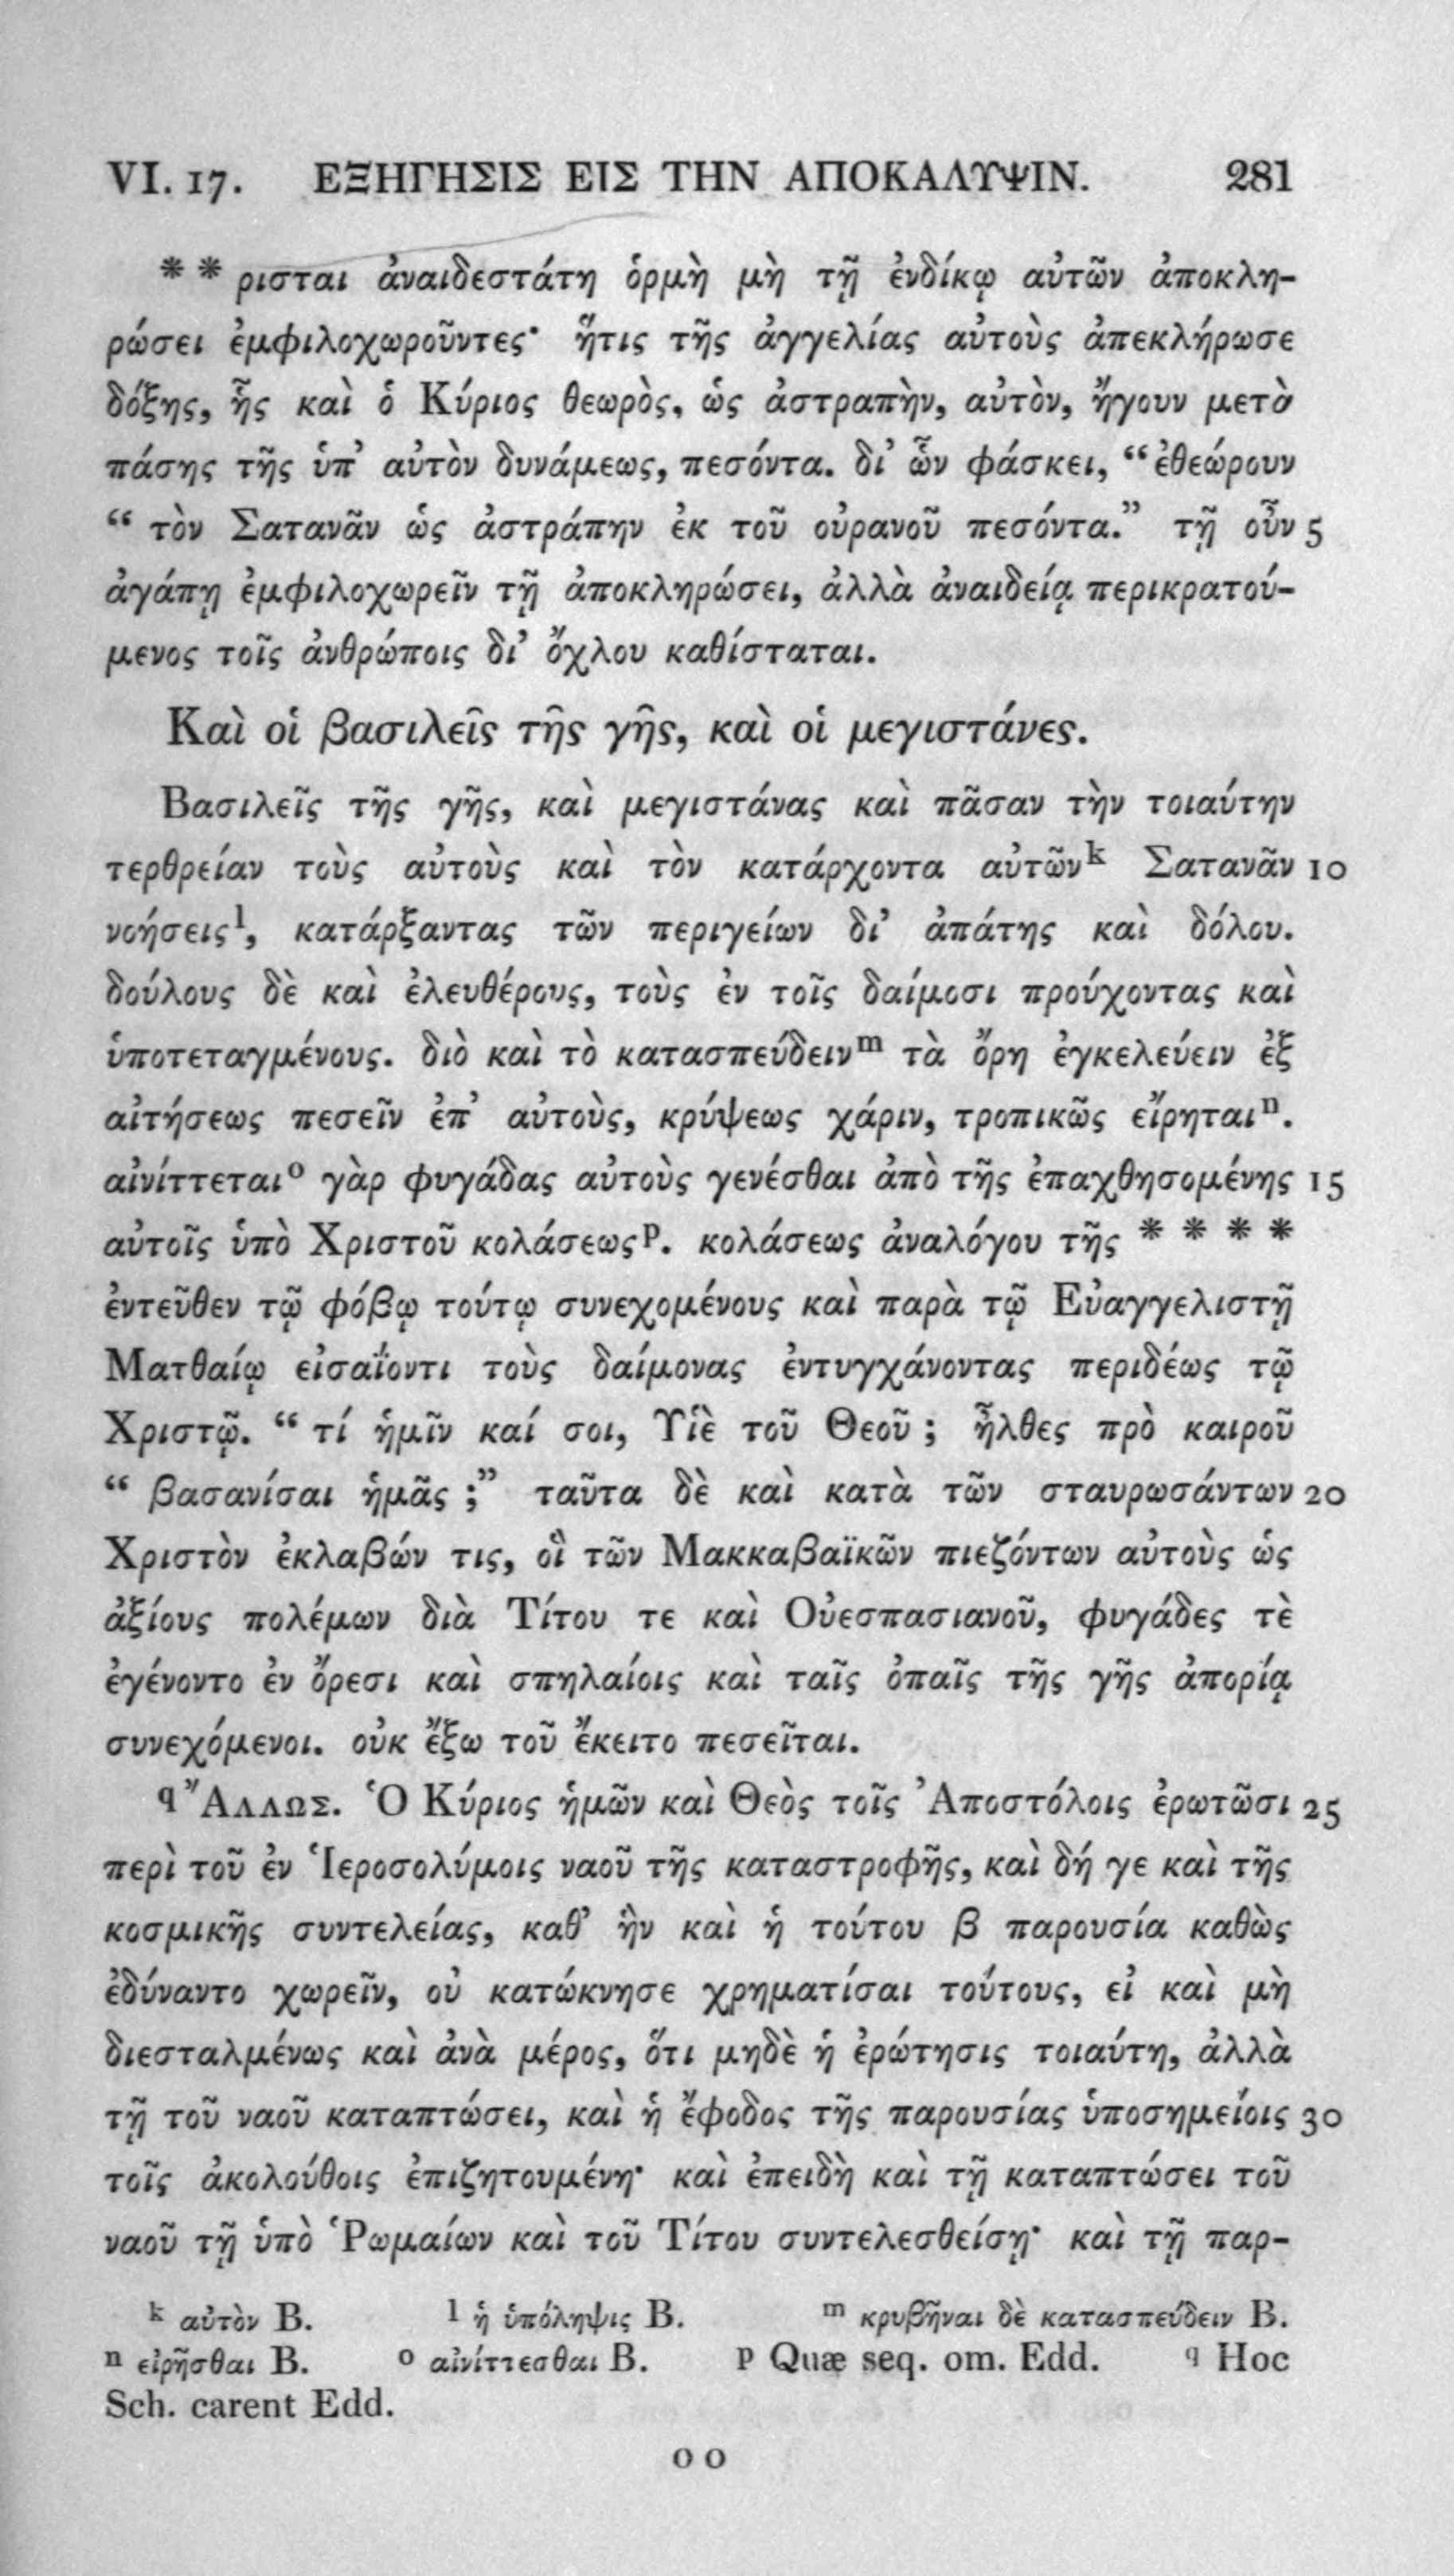 VI. 17. ΕΞΗΓΗΣΙΣ ΕΙΣ ΤΗΝ ΑΠΟΚΑΛΥΨΙΝ. 281
* * ρισται ἀναιδεστάτη ὁρμὴ μὴ τῇ ἐνδίκῳ αὐτῶν ἀποκλη-
ρώσει ἐμφιλοχωροῦντες· ἥτις τῆς ἀγγελίας αὐτοὺς ἀπεκλήρωσε
δόξης, ἧς καὶ ὁ Κύριος θεωρὸς, ὡς ἀστραπὴν, αὐτὸν, ἤγουν μετὰ
πάσης τῆς ὑπ’ αὐτὸν δυνάμεως, πεσόντα. δι’ ὧν φάσκει, “ἐθεώρουν
“ τὸν Σατανᾶν ὡς ἀστράπην ἐκ τοῦ οὐρανοῦ πεσόντα.” τῇ οὖν 5
ἀγάπῃ ἐμφιλοχωρεῖν τῇ ἀποκληρώσει, ἀλλὰ ἀναιδείᾳ περικρατού-
μενος τοῖς ἀνθρώποις δι’ ὄχλου καθίσταται.
Καὶ οἱ βασιλεῖς τῆς γῆς, καὶ οἱ μεγιστάνες.
Βασιλεῖς τῆς γῆς, καὶ μεγιστάνας καὶ πᾶσαν τὴν τοιαύτην
τερθρείαν τοὺς αὐτοὺς καὶ τὸν κατάρχοντα αὐτῶν k Σατανᾶν 10
νοήσεις l, κατάρξαντας τῶν περιγείων δι’ ἀπάτης καὶ δόλου.
δούλους δὲ καὶ ἐλευθέρους, τοὺς ἐν τοῖς δαίμοσι προύχοντας καὶ
ὑποτεταγμένους. διὸ καὶ τὸ κατασπεύδειν m τὰ ὄρη ἐγκελεύειν ἐξ
αἰτήσεως πεσεῖν ἐπ’ αὐτοὺς, κρύψεως χάριν, τροπικῶς εἴρηται n.
αἰνίττεται o γὰρ φυγάδας αὐτοὺς γενέσθαι ἀπὸ τῆς ἐπαχθησομένης 15
αὐτοῖς ὑπὸ Χριστοῦ κολάσεως p. κολάσεως ἀναλόγου τῆς * * * *
ἐντεῦθεν τῷ φόβῳ τούτῳ συνεχομένους καὶ παρὰ τῷ Εὐαγγελιστῇ
Ματθαίῳ εἰσαΐοντι τοὺς δαίμονας ἐντυγχάνοντας περιδέως τῷ
Χριστῷ. “ τί ἡμῖν καί σοι, Υἱὲ τοῦ Θεοῦ ; ἦλθες πρὸ καιροῦ
“ βασανίσαι ἡμᾶς ;” ταῦτα δὲ καὶ κατὰ τῶν σταυρωσάντων 20
Χριστὸν ἐκλαβών τις, οἳ τῶν Μακκαβαϊκῶν πιεζόντων αὐτοὺς ὡς
ἀξίους πολέμων διὰ Τίτου τε καὶ Οὐεσπασιανοῦ, φυγάδες τὲ
ἐγένοντο ἐν ὄρεσι καὶ σπηλαίοις καὶ ταῖς ὀπαῖς τῆς γῆς ἀπορίᾳ
συνεχόμενοι. οὐκ ἔξω τοῦ ἔκειτο πεσεῖται.
q Ἄλλως. Ὁ Κύριος ἡμῶν καὶ Θεὸς τοῖς Ἀποστόλοις ἐρωτῶσι 25
περὶ τοῦ ἐν Ἱεροσολύμοις ναοῦ τῆς καταστροφῆς, καὶ δή γε καὶ τῆς
κοσμικῆς συντελείας, καθ’ ἣν καὶ ἡ τούτου β παρουσία καθὼς
ἐδύναντο χωρεῖν, οὐ κατώκνησε χρηματίσαι τούτους, εἰ καὶ μὴ
διεσταλμένως καὶ ἀνὰ μέρος, ὅτι μηδὲ ἡ ἐρώτησις τοιαύτη, ἀλλὰ
τῇ τοῦ ναοῦ καταπτώσει, καὶ ἡ ἔφοδος τῆς παρουσίας ὑποσημείοις 30
τοῖς ἀκολούθοις ἐπιζητουμένη· καὶ ἐπειδὴ καὶ τῇ καταπτώσει τοῦ
ναοῦ τῇ ὑπὸ Ῥωμαίων καὶ τοῦ Τίτου συντελεσθείσῃ· καὶ τῇ παρ-
k αὐτὸν B. l ἡ ὑπόληψις B. m κρυβῆναι δὲ κατασπεύδειν B.
n εἰρῆσθαι B. o αἰνίττεσθαι B. p Quæ seq. om. Edd. q Hoc
Sch. carent Edd.
o o